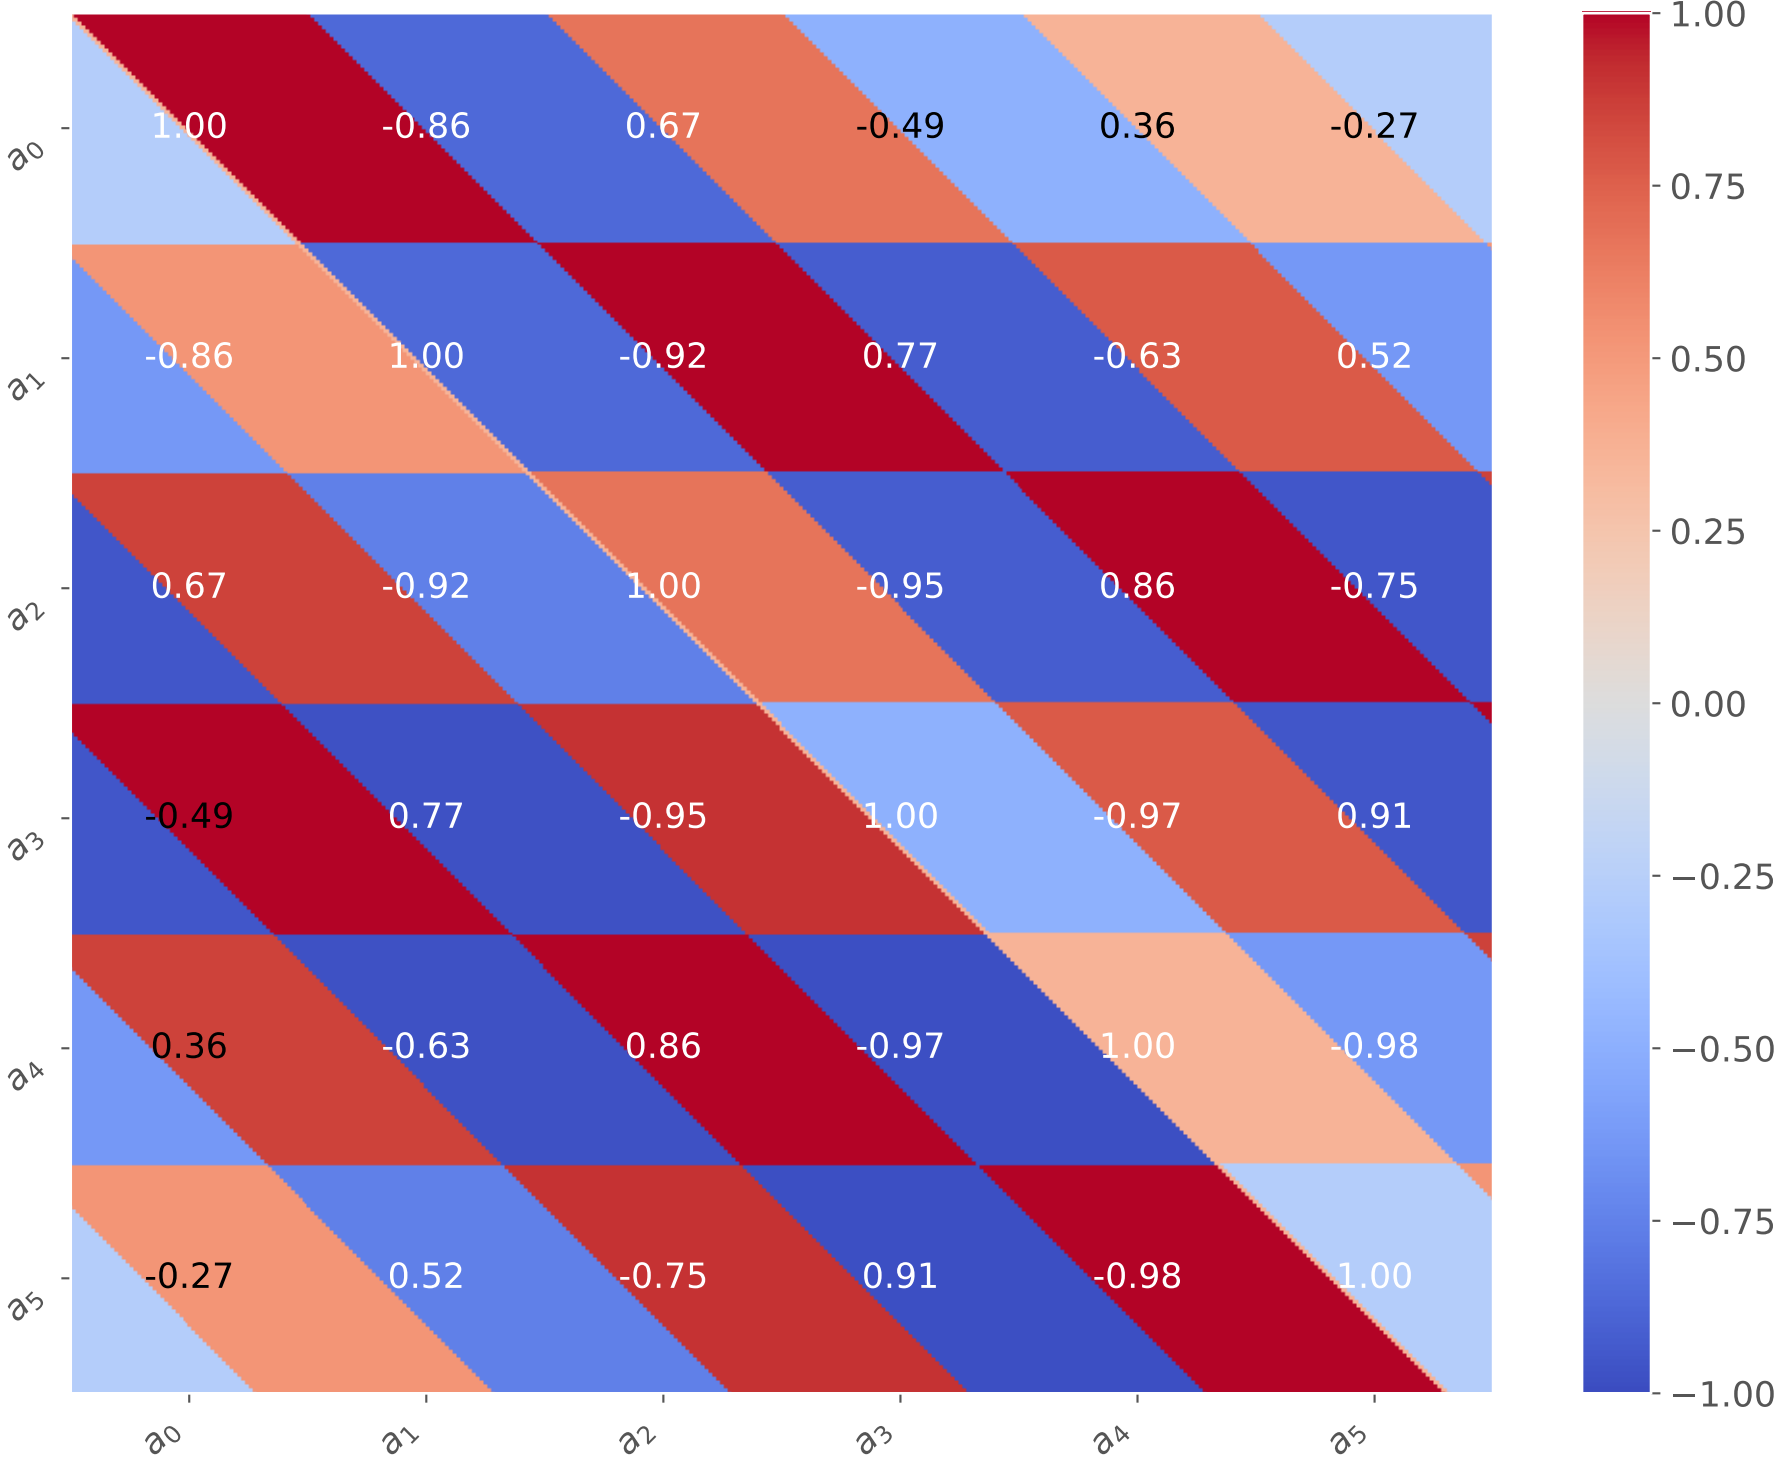 1.00
a0 1.00 -0.86 0.67 -0.49 0.36 -0.27
0.75
a1 -0.86 1.00 -0.92 0.77 -0.63 0.52
0.50
0.25
a2 0.67 -0.92 1.00 -0.95 0.86 -0.75
0.00
a3 -0.49 0.77 -0.95 1.00 -0.97 0.91
−0.25
a4 0.36 -0.63 0.86 -0.97 1.00 -0.98
−0.50
−0.75
a5 -0.27 0.52 -0.75 0.91 -0.98 1.00
−1.00
a0 a1 a2 a3 a4 a5